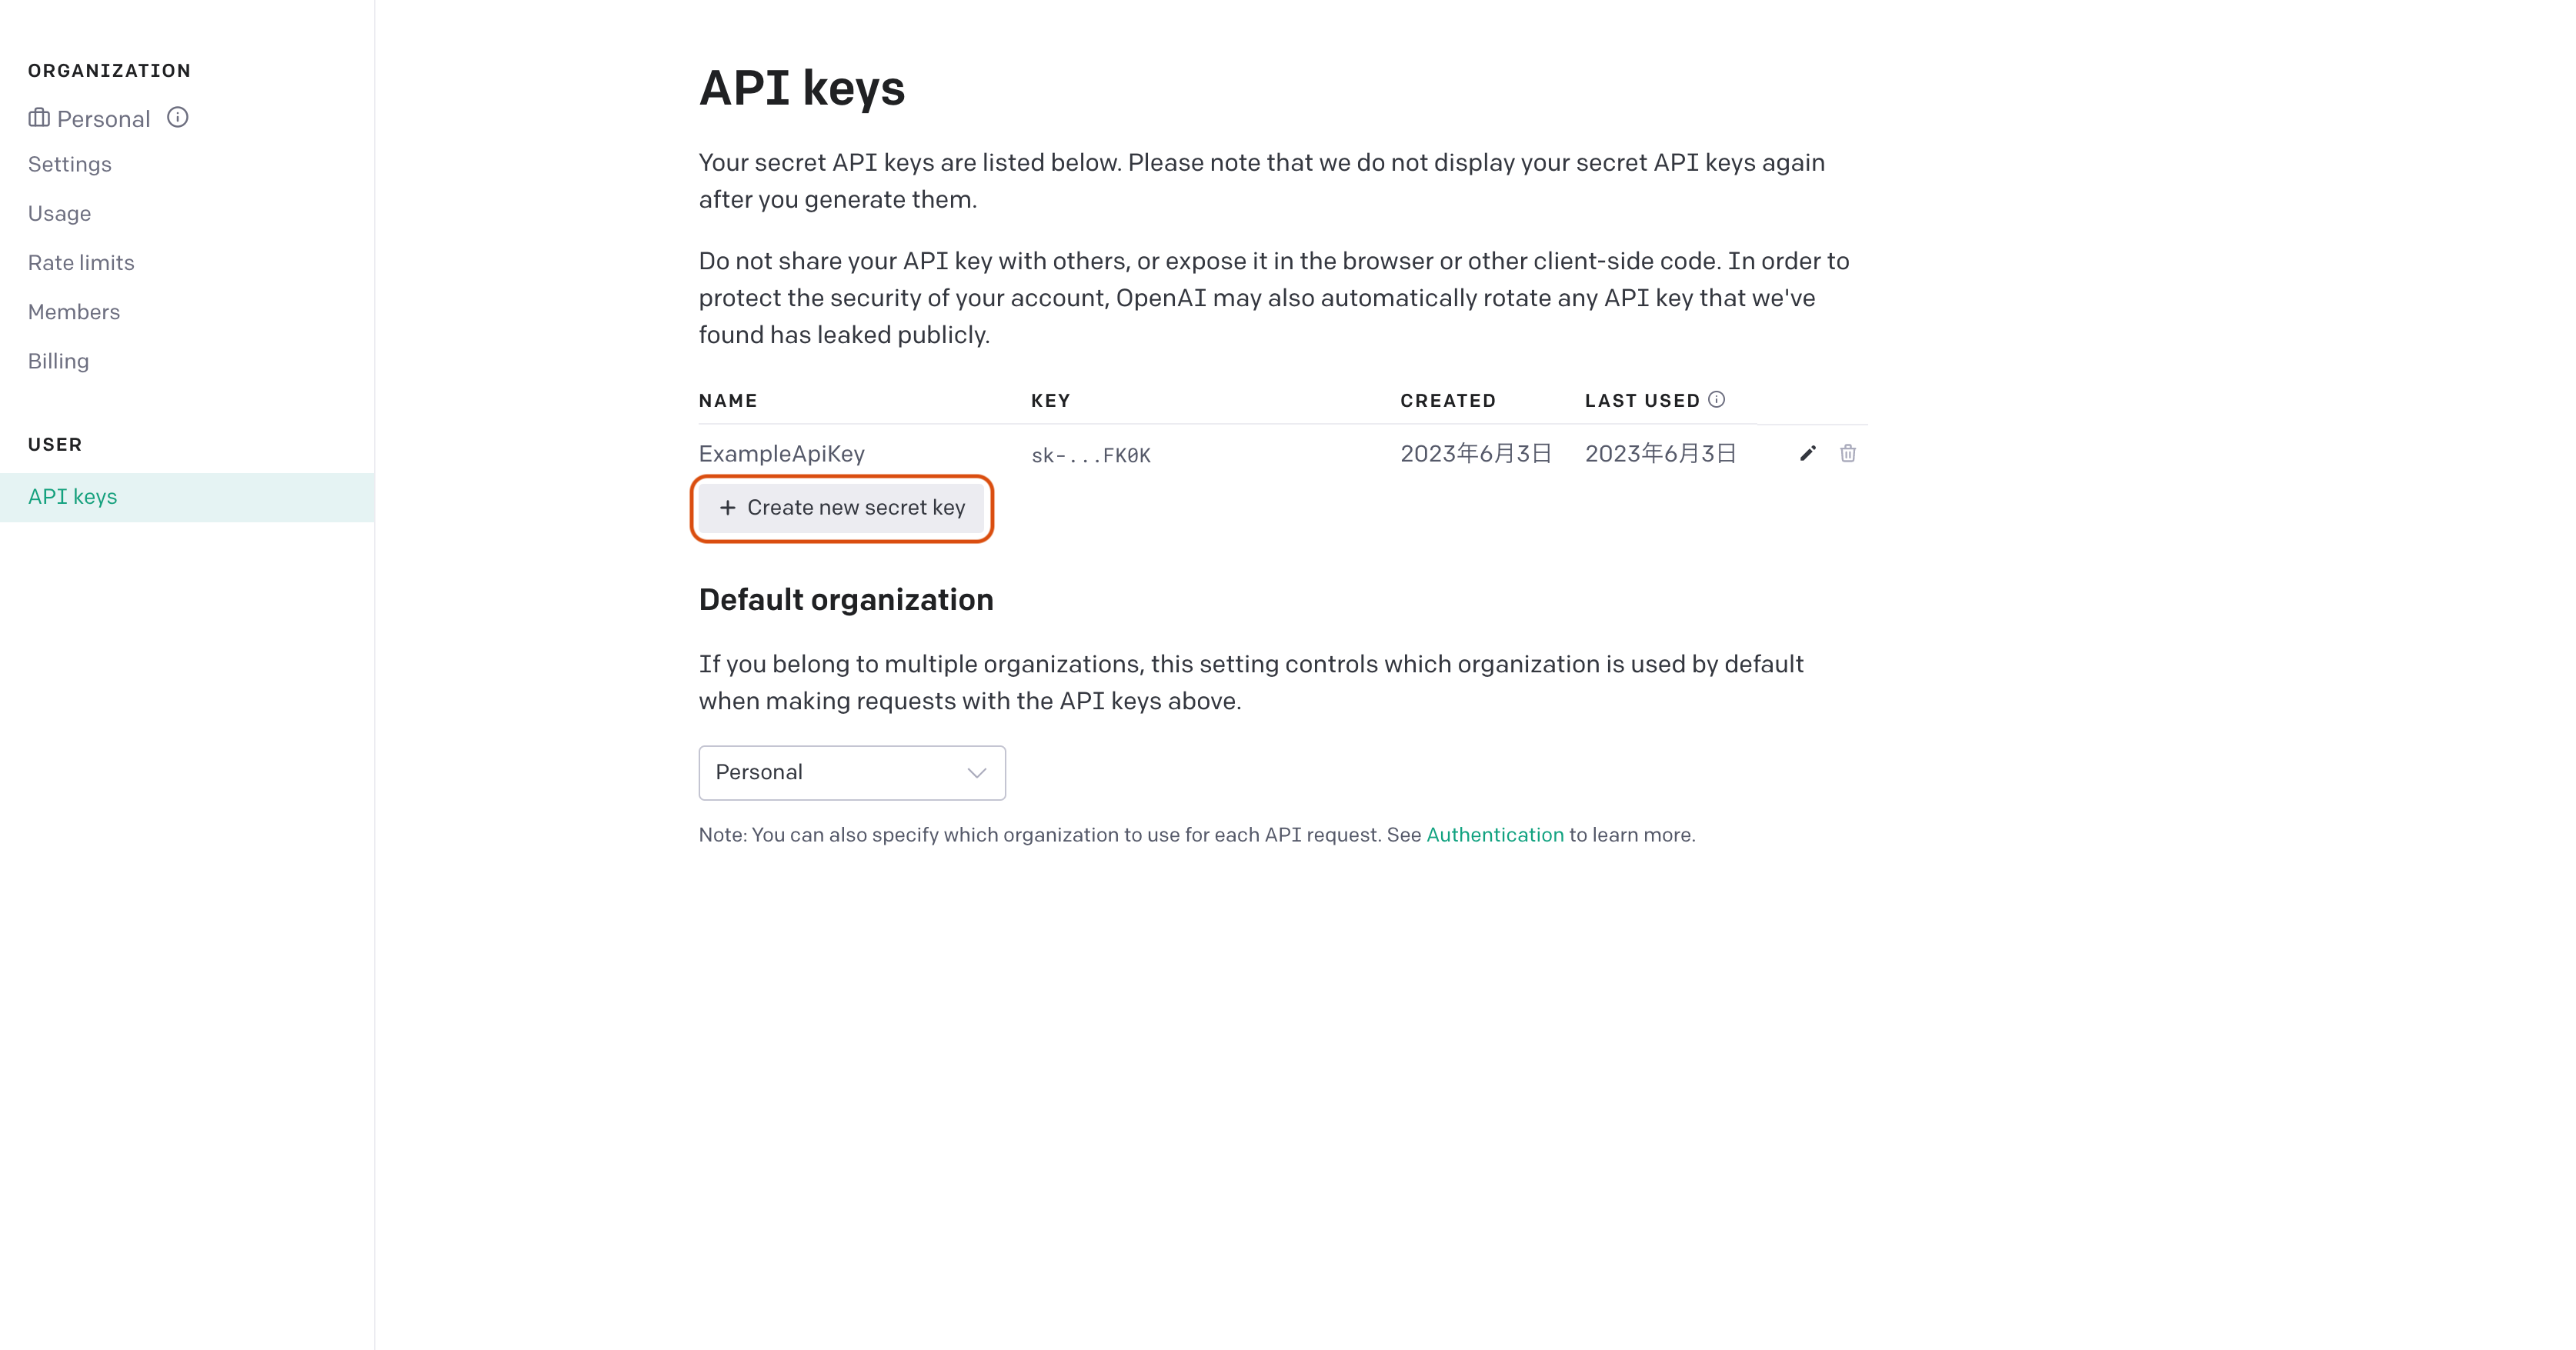 ORGANIZATION
Personal
Settings
Usage
Rate limits
Members
Billing
USER
API keys
API keys
Your secret API keys are listed below. Please note that we do not display your secret API keys again
after you generate them.
Do not share your API key with others, or expose it in the browser or other client-side code. In order to
protect the security of your account, OpenAI may also automatically rotate any API key that we've
found has leaked publicly.
NAME KEY CREATED LAST USED
ExampleApiKey sk-...FK0K 2023年6月3日 2023年6月3日
+ Create new secret key
Default organization
If you belong to multiple organizations, this setting controls which organization is used by default
when making requests with the API keys above.
Personal
Note: You can also specify which organization to use for each API request. See Authentication to learn more.